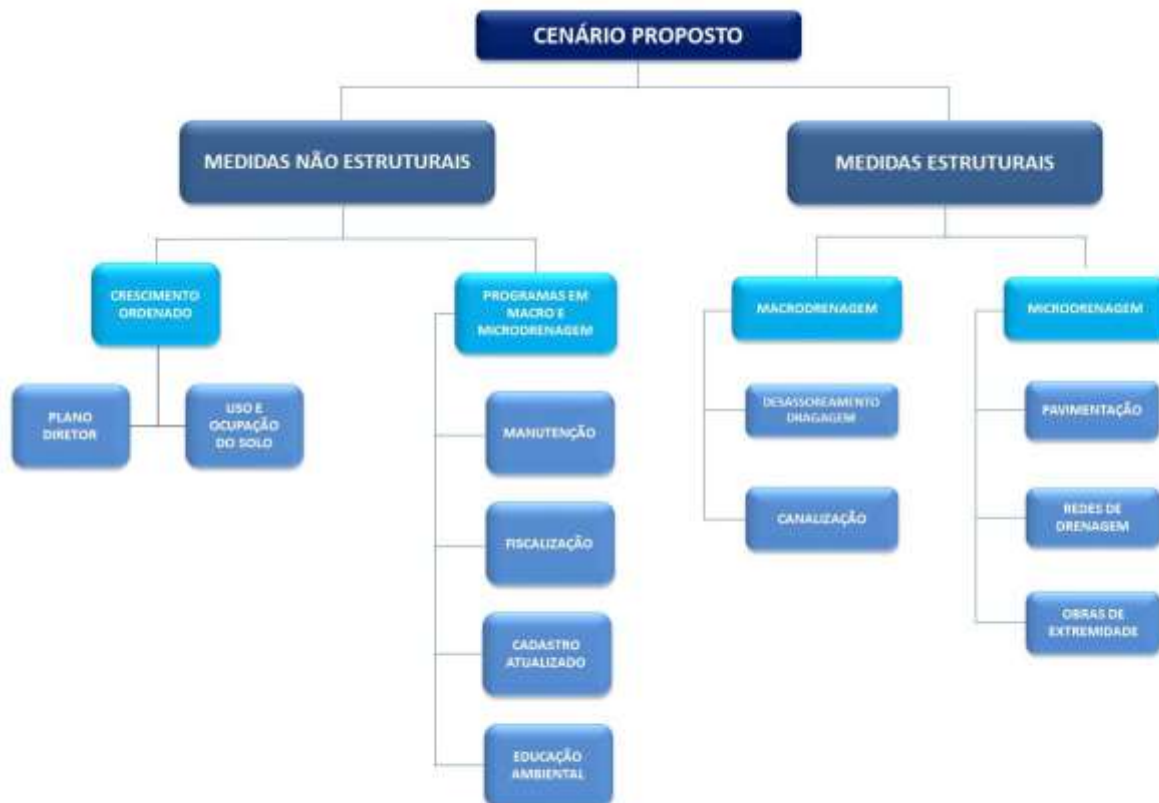 CENÁRIO PROPOSTO
MEDIDAS NÃO ESTRUTURAIS
MEDIDAS ESTRUTURAIS
CRESCIMENTO
ORDENADO
PROGRAMAS EM
MACRO E
MICRODRENAGEM
MACRODRENAGEM
MICRODRENAGEM
PLANO
DIRETOR
USO E
OCUPAÇÃO
DO SOLO
MANUTENÇÃO
FISCALIZAÇÃO
CADASTRO
ATUALIZADO
EDUCAÇÃO
AMBIENTAL
DESASSOREAMENTO
DRAGAGEM
CANALIZAÇÃO
PAVIMENTAÇÃO
REDES DE
DRENAGEM
OBRAS DE
EXTREMIDADE